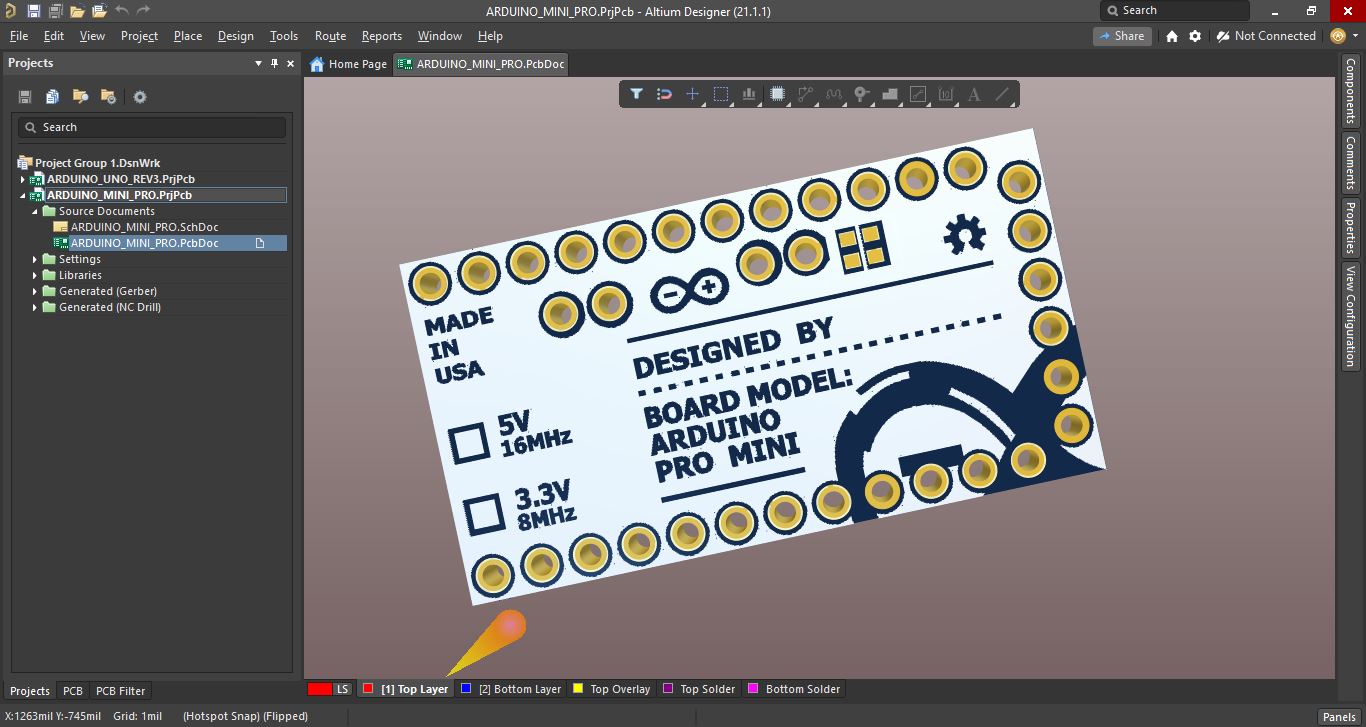 ARDUINO_MINI_PRO.PrjPcb - Altium Designer (21.1.1)
Search
File Edit View Project Place Design Tools Route Reports Window Help
Share
Not Connected
Projects
Home Page
ARDUINO_MINI_PRO.PcbDoc
Search
Project Group 1.DsnWrk
ARDUINO_UNO_REV3.PrjPcb
ARDUINO_MINI_PRO.PrjPcb
Source Documents
ARDUINO_MINI_PRO.SchDoc
ARDUINO_MINI_PRO.PcbDoc
Settings
Libraries
Generated (Gerber)
Generated (NC Drill)
MADE
IN
USA
5V
16MHz
3.3V
8MHz
DESIGNED BY
BOARD MODEL:
ARDUINO
PRO MINI
Components
Comments
Properties
View Configuration
Projects PCB PCB Filter
LS [1] Top Layer [2] Bottom Layer Top Overlay Top Solder Bottom Solder
X:1263mil Y:-745mil Grid: 1mil (Hotspot Snap) (Flipped)
Panels